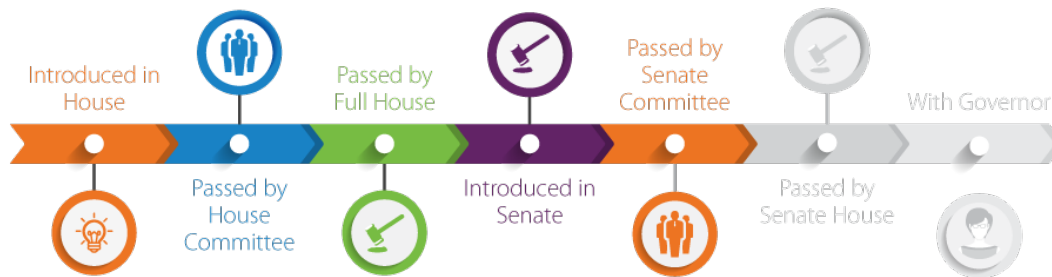 Introduced in
House
Passed by
House
Committee
Passed by
Full House
Introduced in
Senate
Passed by
Senate
Committee
Passed by
Senate House
With Governor